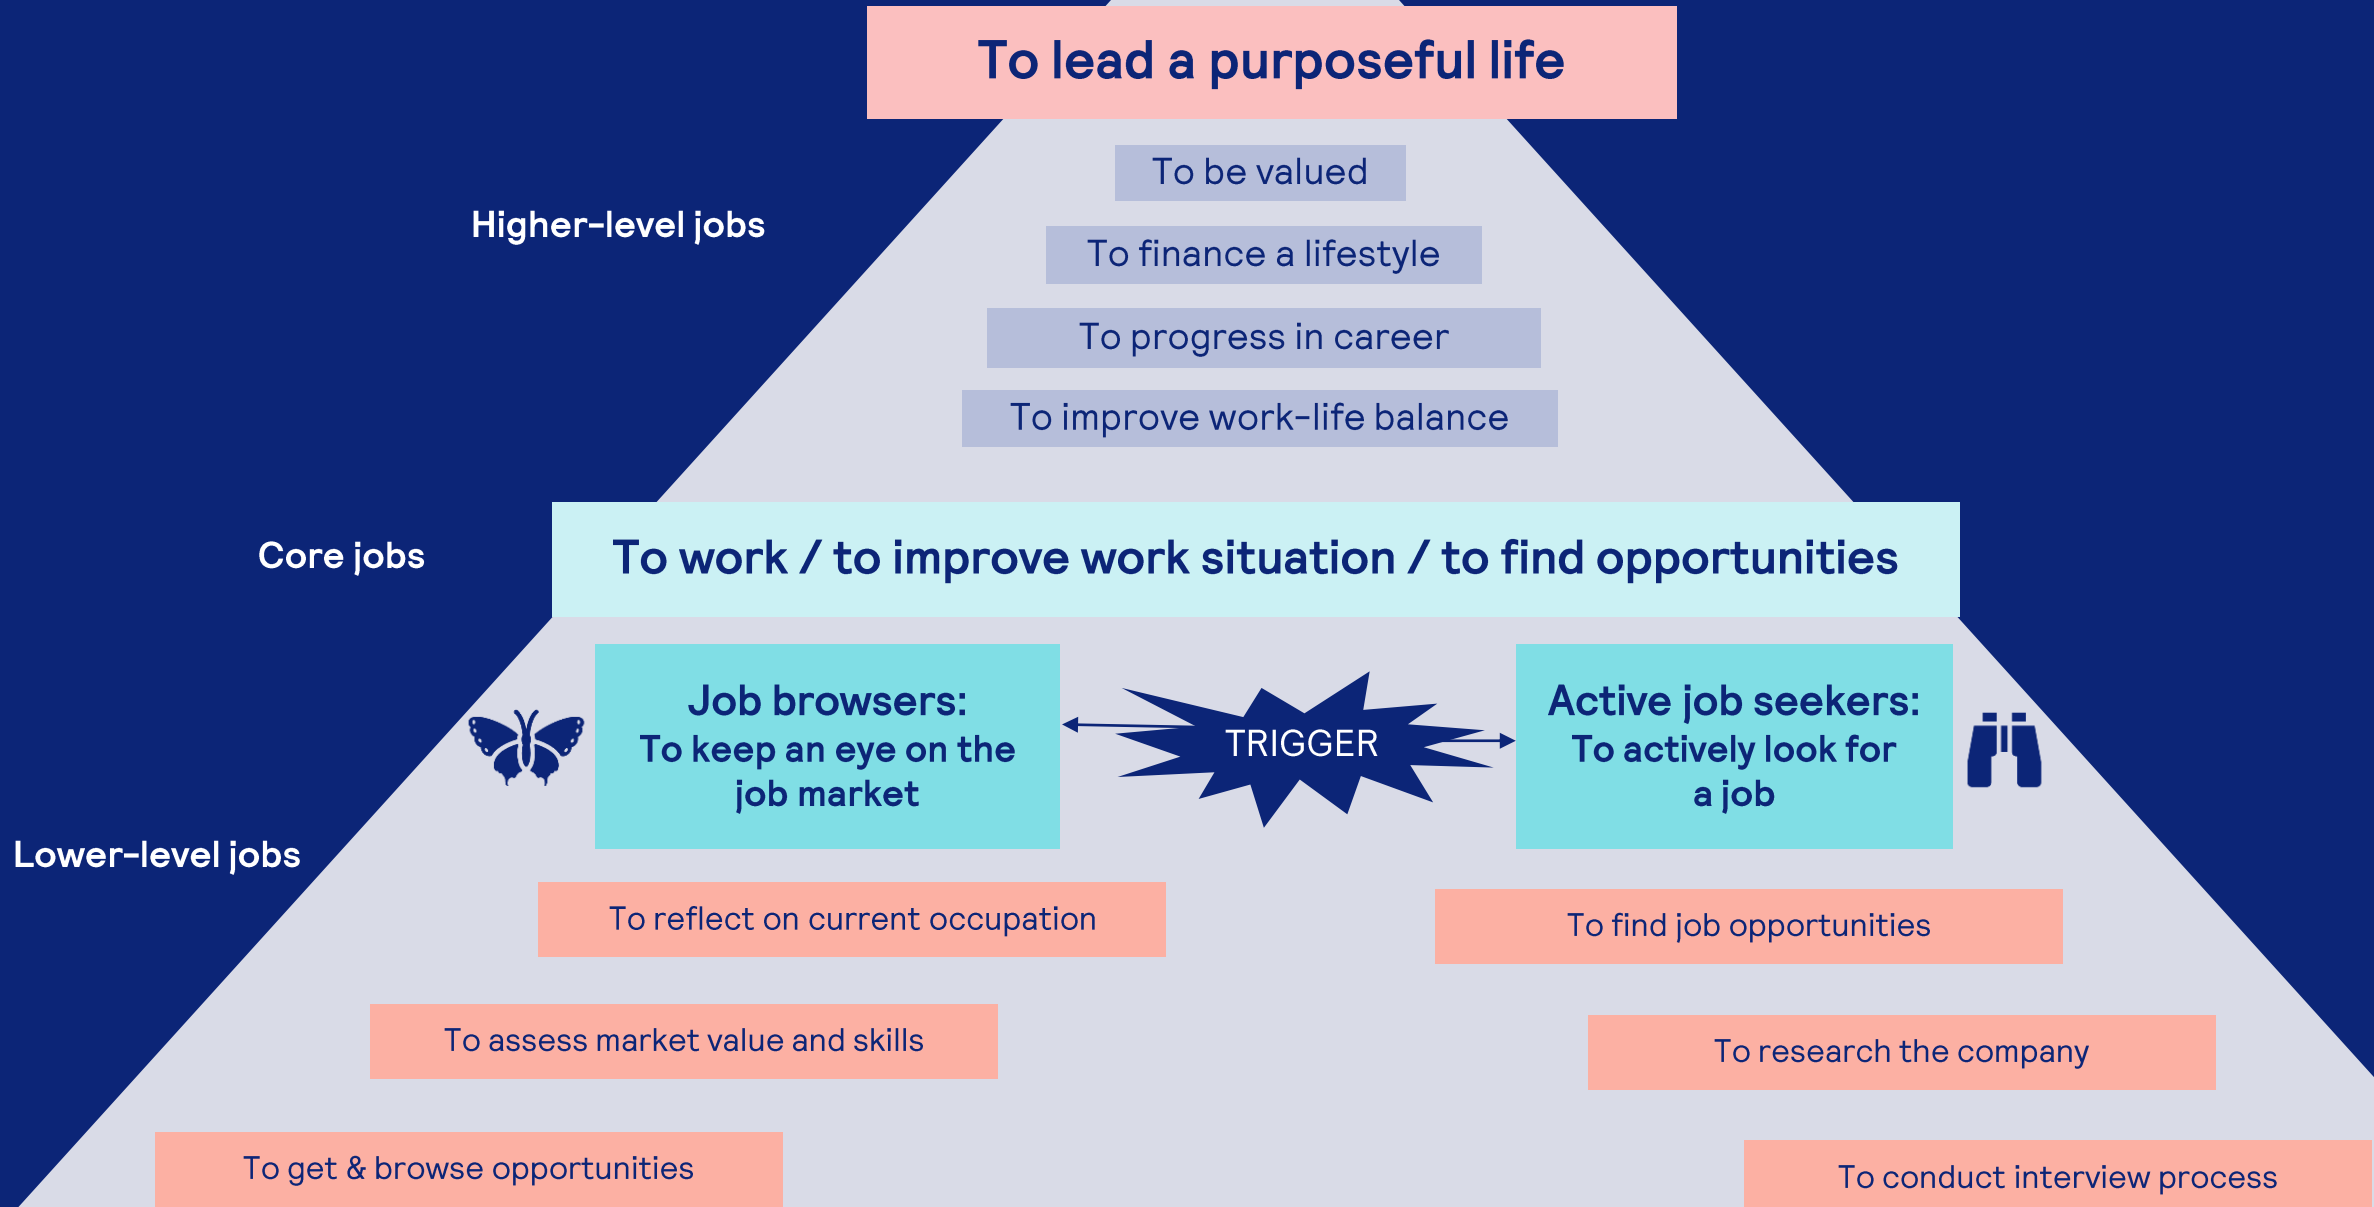 To lead a purposeful life
To be valued
Higher-level jobs
To finance a lifestyle
To progress in career
To improve work-life balance
Core jobs
To work / to improve work situation / to find opportunities
Job browsers:
To keep an eye on the
job market
TRIGGER
Active job seekers:
To actively look for
a job
Lower-level jobs
To reflect on current occupation
To find job opportunities
To assess market value and skills
To research the company
To get & browse opportunities
To conduct interview process